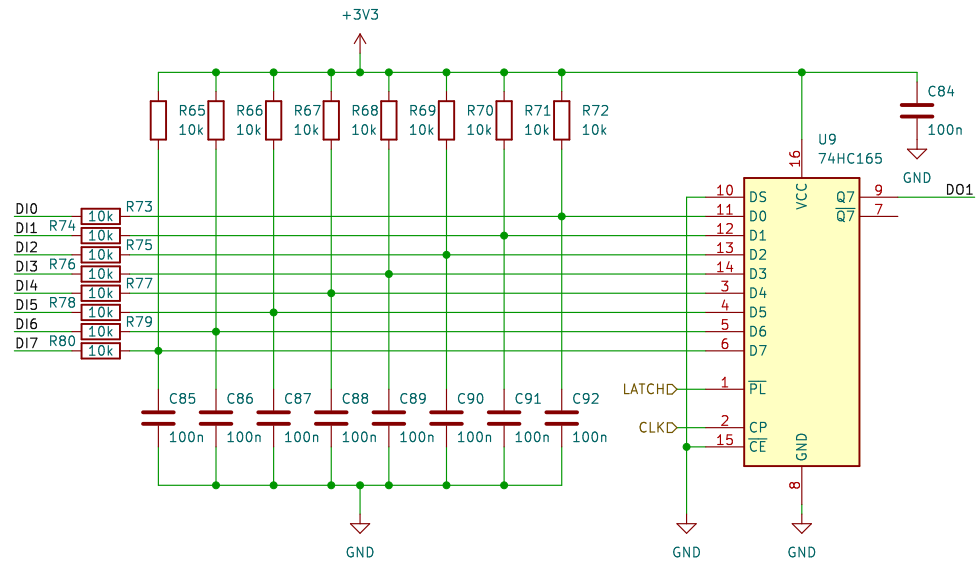 +3V3
R65 R66 R67 R68 R69 R70 R71 R72
10k 10k 10k 10k 10k 10k 10k 10k
C84
100n
GND
U9
74HC165
16
VCC
DI0 10k R73
DI1 R74 10k
DI2 10k R75
DI3 R76 10k
DI4 10k R77
DI5 R78 10k
DI6 10k R79
DI7 R80 10k
10 DS Q7 9 DO1
11 D0 Q7 7
12 D1
13 D2
14 D3
3 D4
4 D5
5 D6
6 D7
LATCH 1 PL
CLK 2 CP
15 CE
GND
8
C85 C86 C87 C88 C89 C90 C91 C92
100n 100n 100n 100n 100n 100n 100n 100n
GND GND GND